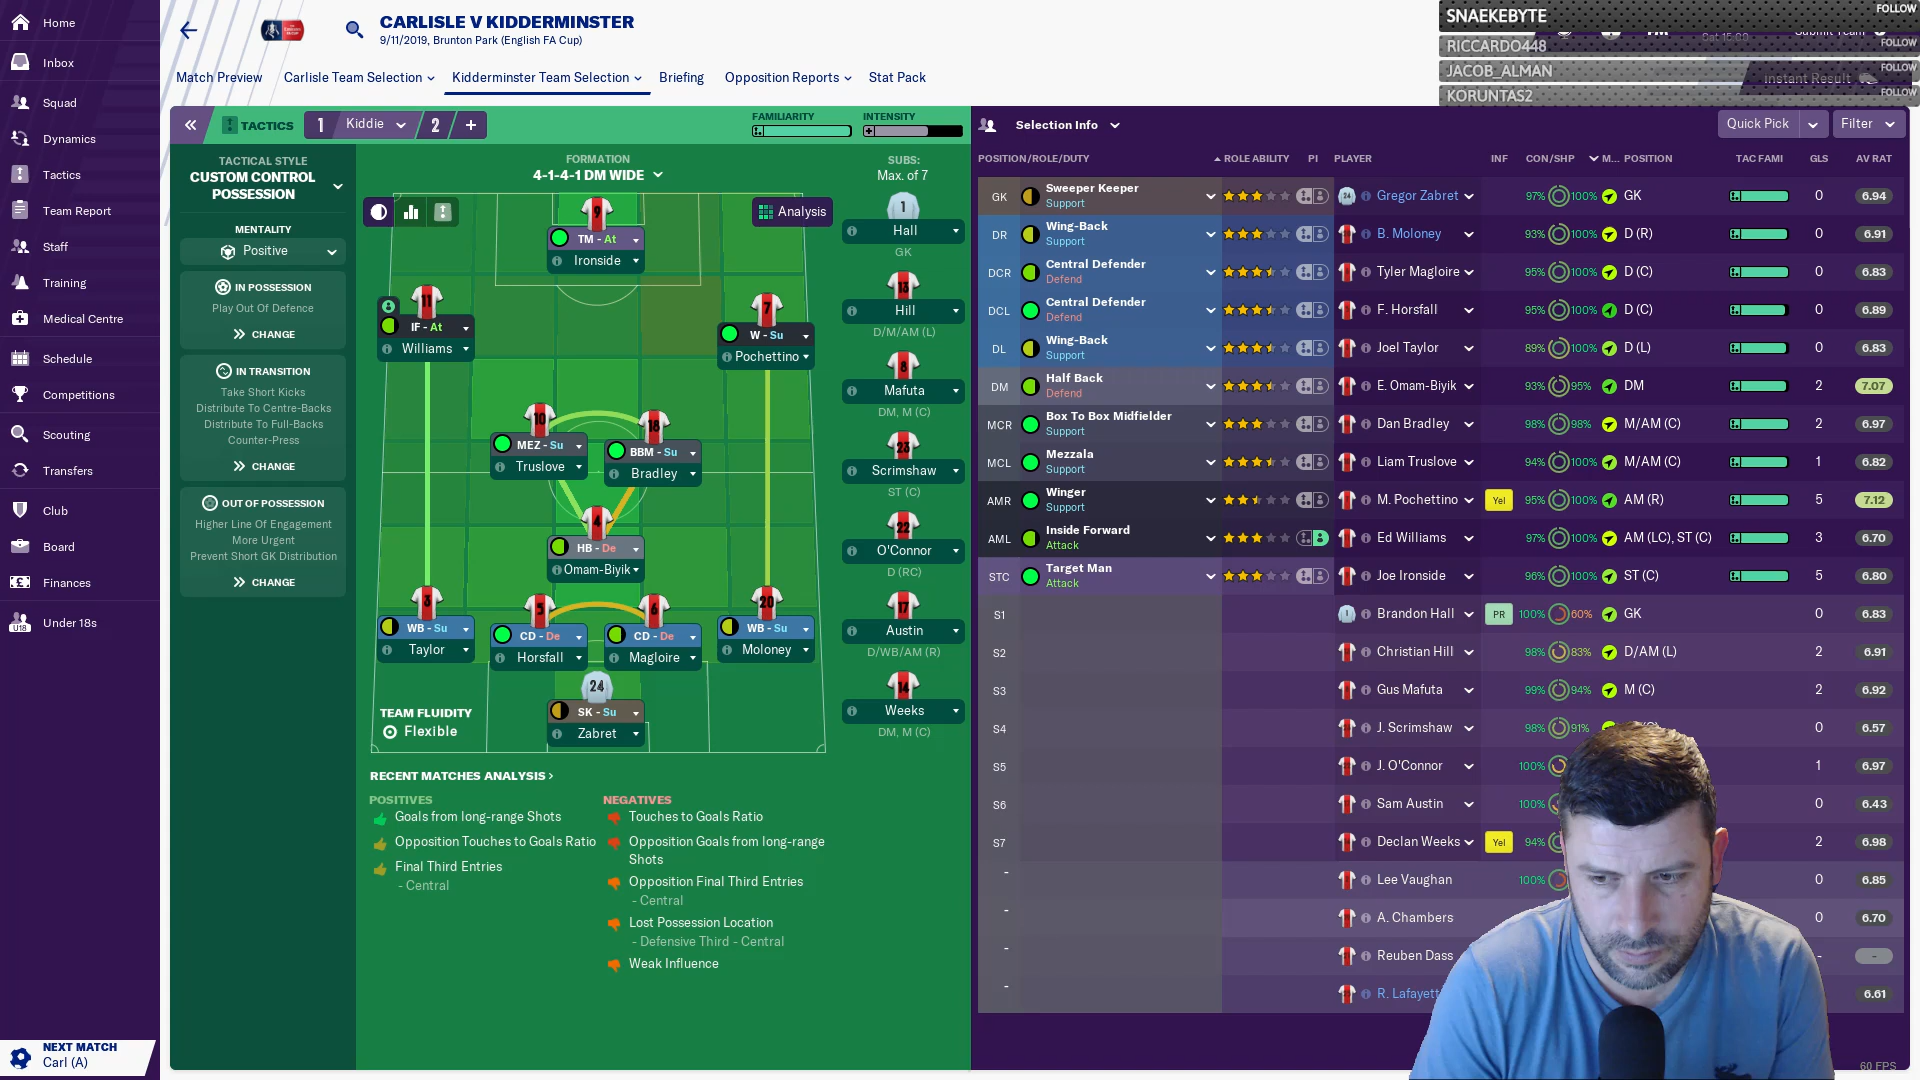 Home
Inbox
Squad
Dynamics
Tactics
Team Report
Staff
Training
Medical Centre
Schedule
Competitions
Scouting
Transfers
Club
Board
Finances
U18
Under 18s
NEXT MATCH
Carl (A)
CARLISLE V KIDDERMINSTER
9/11/2019, Brunton Park (English FA Cup)
Match Preview
Carlisle Team Selection
Kidderminster Team Selection
Briefing
Opposition Reports
Stat Pack
SNAEKEBYTE FOLLOW
RICCARDO448 FOLLOW
JACOB_ALMAN FOLLOW
KORUNTAS2 FOLLOW
Instant Result
TACTICS
1 Kiddie 2 +
FAMILIARITY
INTENSITY
TACTICAL STYLE
CUSTOM CONTROL
POSSESSION
MENTALITY
Positive
IN POSSESSION
Play Out Of Defence
CHANGE
IN TRANSITION
Take Short Kicks
Distribute To Centre-Backs
Distribute To Full-Backs
Counter-Press
CHANGE
OUT OF POSSESSION
Higher Line Of Engagement
More Urgent
Prevent Short GK Distribution
CHANGE
FORMATION
4-1-4-1 DM WIDE
Analysis
9
TM - At
Ironside
11
IF - At
Williams
7
W - Su
Pochettino
10
MEZ - Su
Truslove
18
BBM - Su
Bradley
4
HB - De
Omam-Biyik
3
WB - Su
Taylor
5
CD - De
Horsfall
6
CD - De
Magloire
20
WB - Su
Moloney
24
SK - Su
Zabret
TEAM FLUIDITY
Flexible
SUBS:
Max. of 7
1
Hall
GK
13
Hill
D/M/AM (L)
8
Mafuta
DM, M (C)
23
Scrimshaw
ST (C)
22
O'Connor
D (RC)
17
Austin
D/WB/AM (R)
14
Weeks
DM, M (C)
RECENT MATCHES ANALYSIS >
POSITIVES
Goals from long-range Shots
Opposition Touches to Goals Ratio
Final Third Entries
- Central
NEGATIVES
Touches to Goals Ratio
Opposition Goals from long-range
Shots
Opposition Final Third Entries
- Central
Lost Possession Location
- Defensive Third - Central
Weak Influence
Selection Info
Quick Pick
Filter
POSITION/ROLE/DUTY ROLE ABILITY PI PLAYER INF CON/SHP M... POSITION TAC FAMI GLS AV RAT
GK Sweeper Keeper Support 24 Gregor Zabret 97% 100% GK 0 6.94
DR Wing-Back Support B. Moloney 93% 100% D (R) 0 6.91
DCR Central Defender Defend Tyler Magloire 95% 100% D (C) 0 6.83
DCL Central Defender Defend F. Horsfall 95% 100% D (C) 0 6.89
DL Wing-Back Support Joel Taylor 89% 100% D (L) 0 6.83
DM Half Back Defend E. Omam-Biyik 93% 95% DM 2 7.07
MCR Box To Box Midfielder Support Dan Bradley 98% 98% M/AM (C) 2 6.97
MCL Mezzala Support Liam Truslove 94% 100% M/AM (C) 1 6.82
AMR Winger Support M. Pochettino Yel 95% 100% AM (R) 5 7.12
AML Inside Forward Attack Ed Williams 97% 100% AM (LC), ST (C) 3 6.70
STC Target Man Attack Joe Ironside 96% 100% ST (C) 5 6.80
S1 1 Brandon Hall PR 100% 60% GK 0 6.83
S2 Christian Hill 98% 83% D/AM (L) 2 6.91
S3 Gus Mafuta 99% 94% M (C) 2 6.92
S4 J. Scrimshaw 98% 91% 0 6.57
S5 J. O'Connor 100% 1 6.97
S6 Sam Austin 100% 0 6.43
S7 Declan Weeks Yel 94% 2 6.98
- Lee Vaughan 100% 0 6.85
- A. Chambers 0 6.70
- Reuben Dass - -
- R. Lafayett 6.61
60 FPS